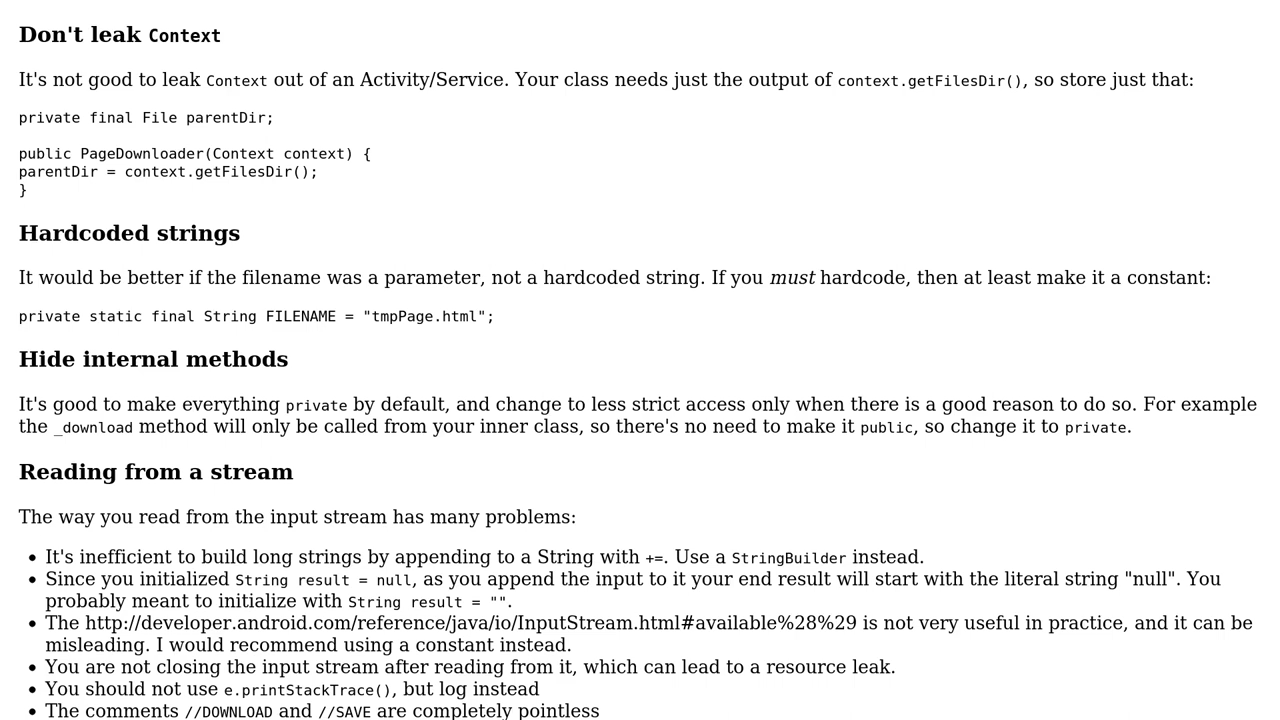 Don't leak Context
It's not good to leak Context out of an Activity/Service. Your class needs just the output of context.getFilesDir(), so store just that:
private final File parentDir;
public PageDownloader(Context context) {
parentDir = context.getFilesDir();
}
Hardcoded strings
It would be better if the filename was a parameter, not a hardcoded string. If you must hardcode, then at least make it a constant:
private static final String FILENAME = "tmpPage.html";
Hide internal methods
It's good to make everything private by default, and change to less strict access only when there is a good reason to do so. For example
the _download method will only be called from your inner class, so there's no need to make it public, so change it to private.
Reading from a stream
The way you read from the input stream has many problems:
• It's inefficient to build long strings by appending to a String with +=. Use a StringBuilder instead.
• Since you initialized String result = null, as you append the input to it your end result will start with the literal string "null". You
probably meant to initialize with String result = "".
• The http://developer.android.com/reference/java/io/InputStream.html#available%28%29 is not very useful in practice, and it can be
misleading. I would recommend using a constant instead.
• You are not closing the input stream after reading from it, which can lead to a resource leak.
• You should not use e.printStackTrace(), but log instead
• The comments //DOWNLOAD and //SAVE are completely pointless